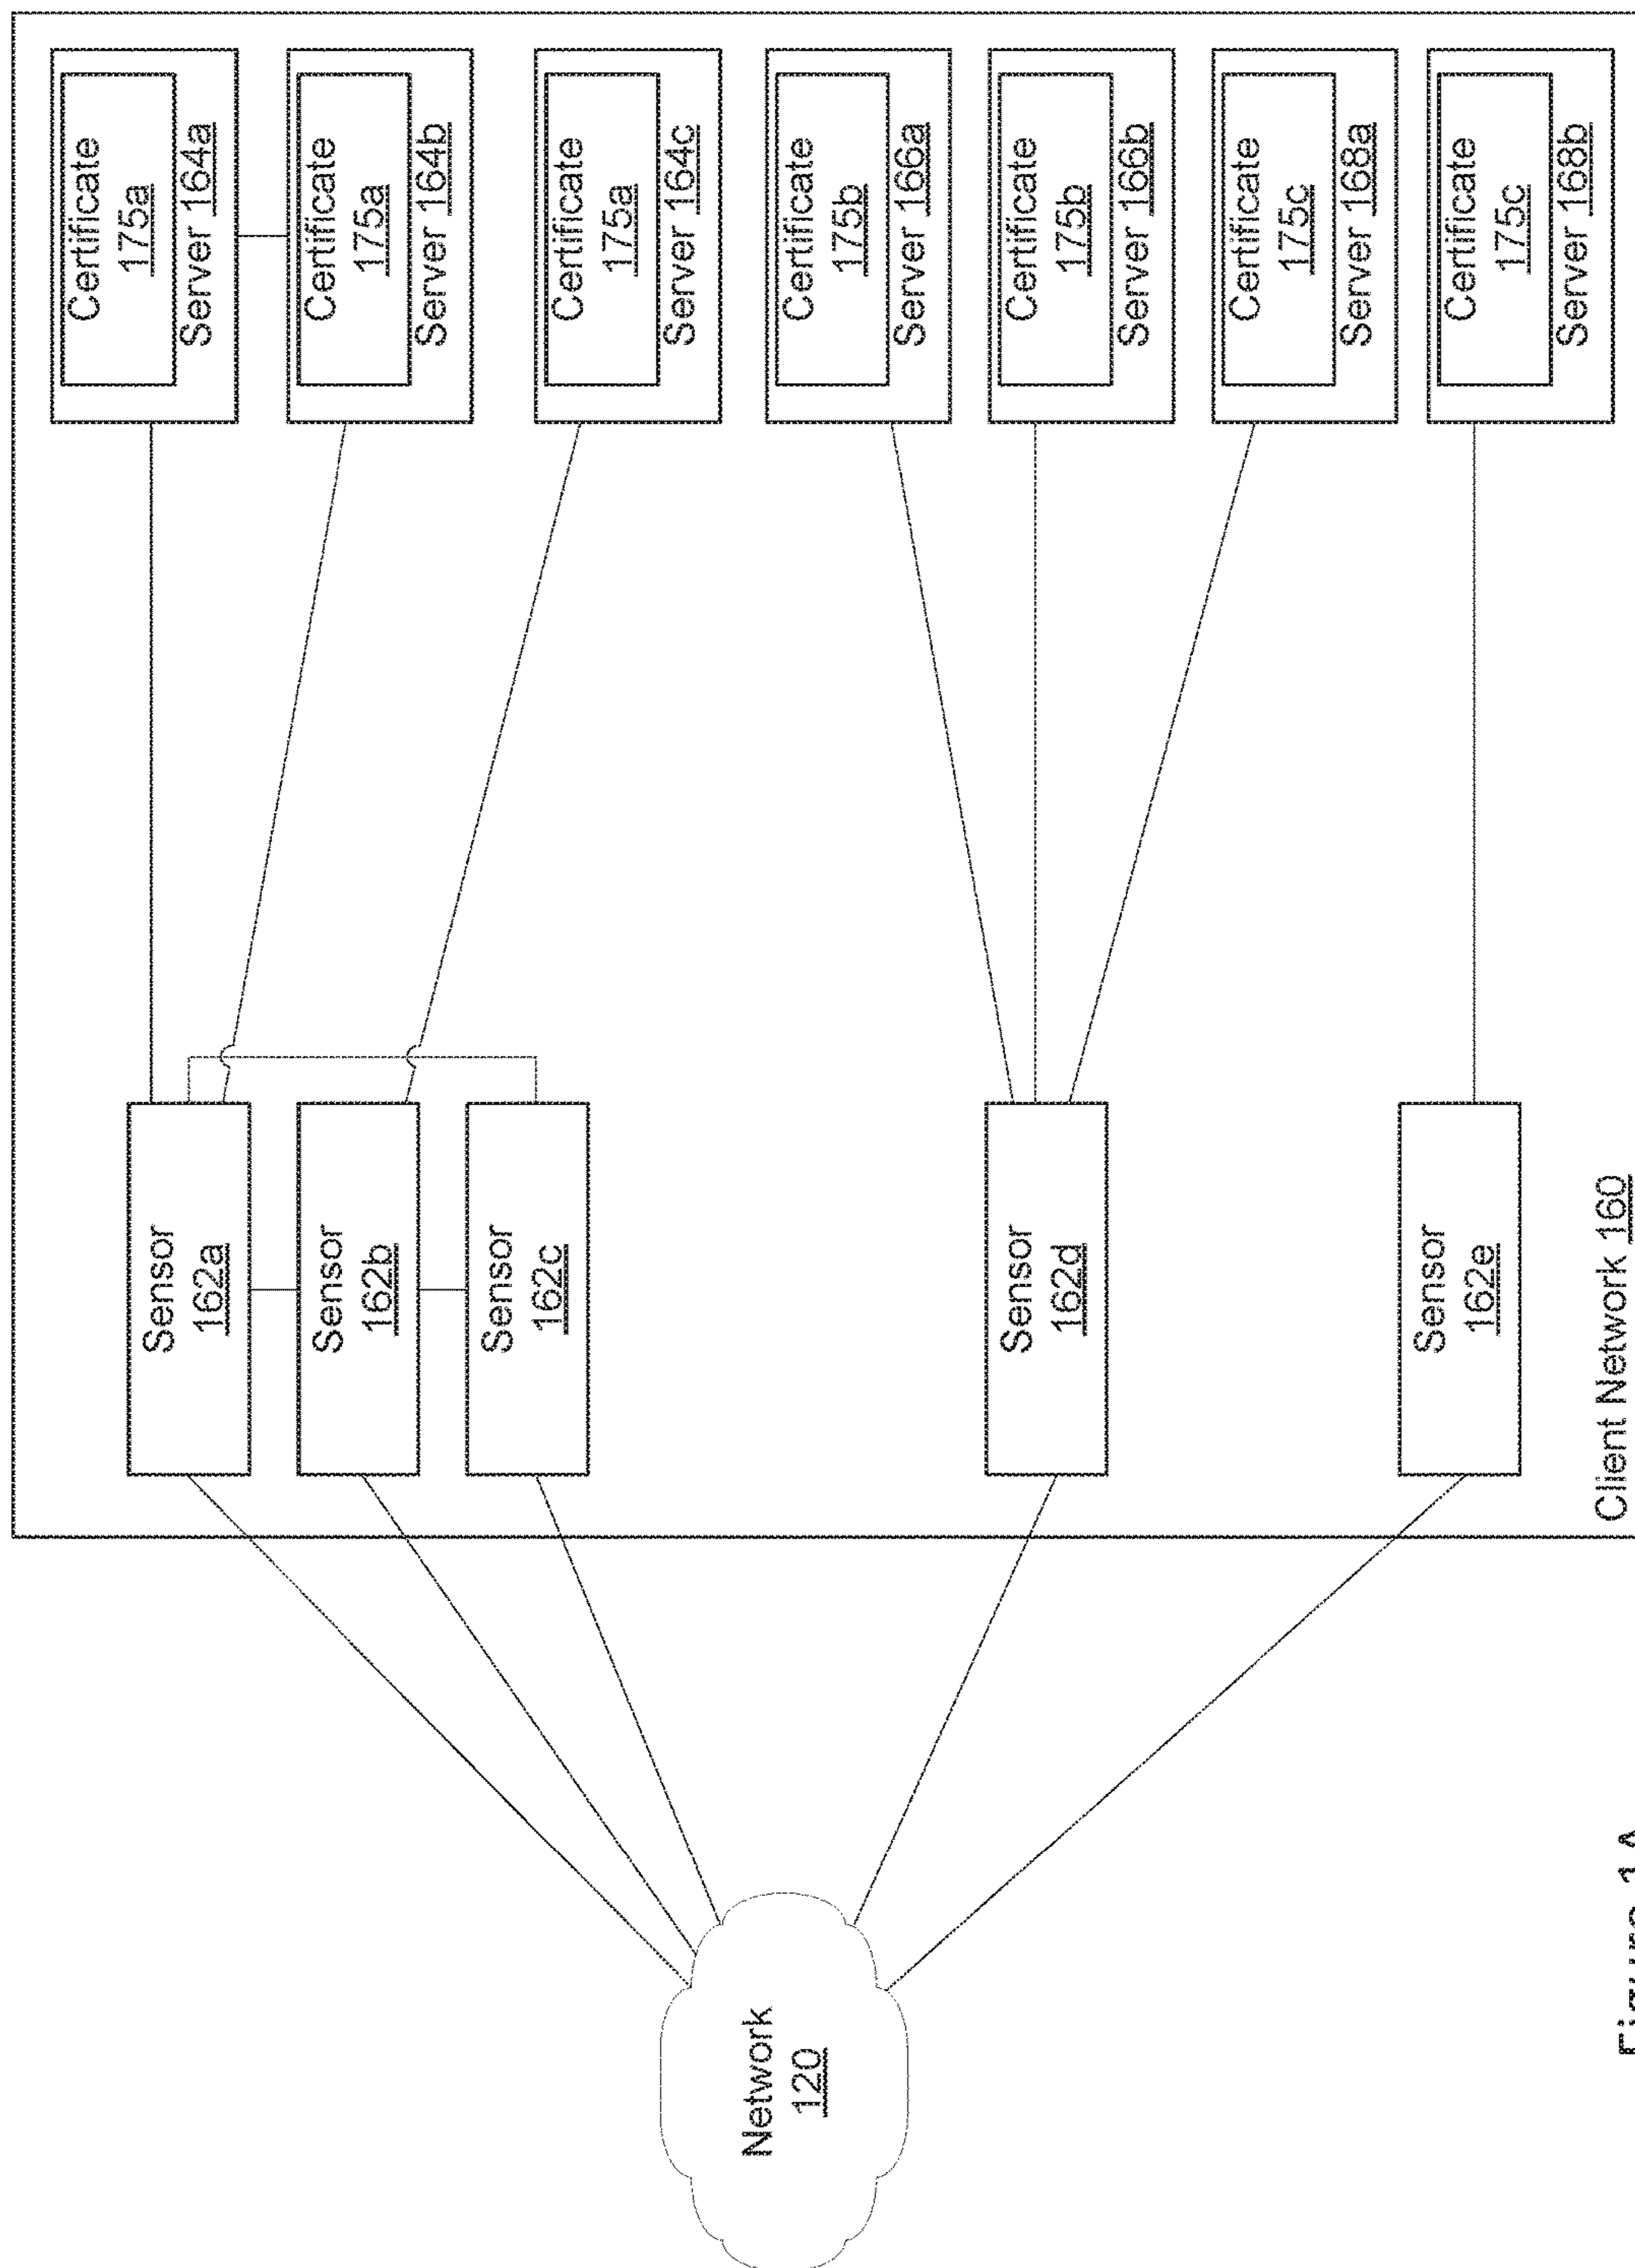 Network
120
Sensor
162a
Sensor
162b
Sensor
162c
Sensor
162d
Sensor
162e
Certificate
175a
Server 164a
Certificate
175a
Server 164b
Certificate
175a
Server 164c
Certificate
175b
Server 166a
Certificate
175b
Server 166b
Certificate
175c
Server 168a
Certificate
175c
Server 168b
Client Network 160
Figure 1A